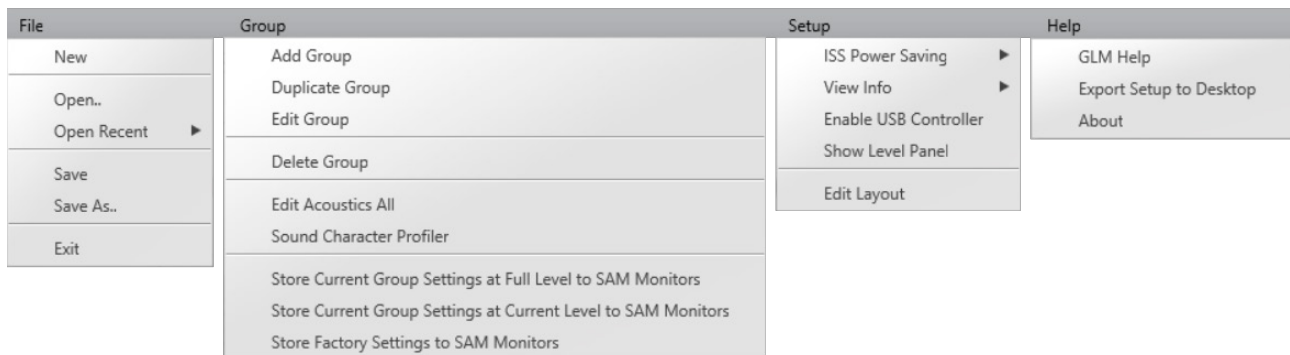 File
New
Open..
Open Recent
Save
Save As..
Exit
Group
Add Group
Duplicate Group
Edit Group
Delete Group
Edit Acoustics All
Sound Character Profiler
Store Current Group Settings at Full Level to SAM Monitors
Store Current Group Settings at Current Level to SAM Monitors
Store Factory Settings to SAM Monitors
Setup
ISS Power Saving
View Info
Enable USB Controller
Show Level Panel
Edit Layout
Help
GLM Help
Export Setup to Desktop
About